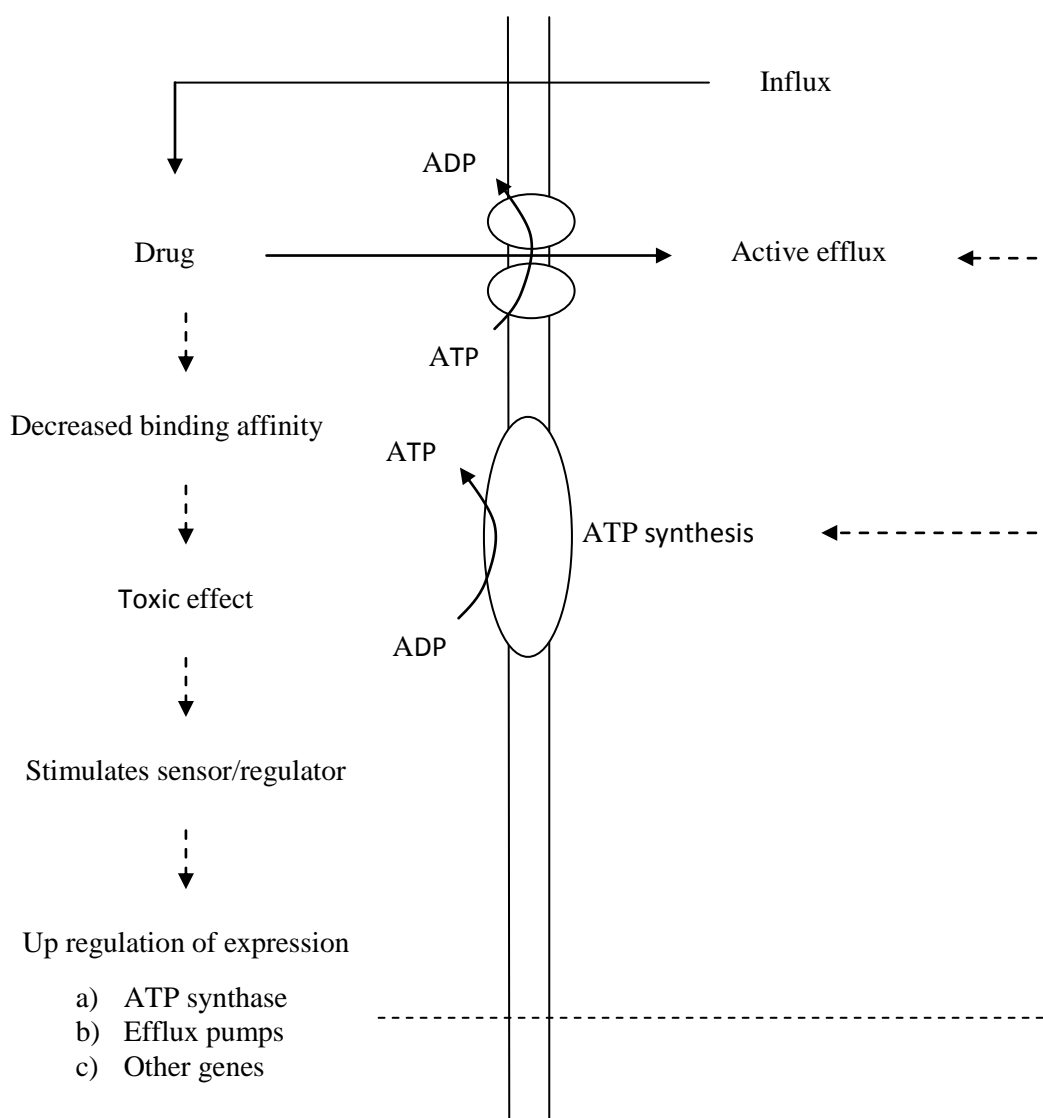 Influx
ADP
Drug
Active efflux
ATP
Decreased binding affinity
ATP
ATP synthesis
Toxic effect
ADP
Stimulates sensor/regulator
Up regulation of expression
a) ATP synthase
b) Efflux pumps
c) Other genes